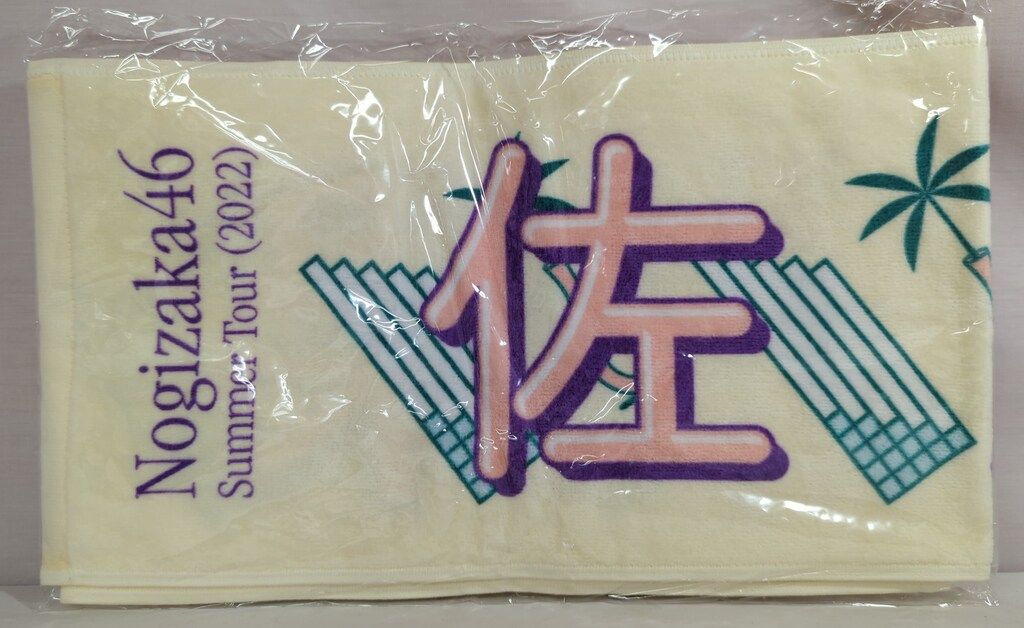 Nogizaka46
Summer Tour (2022)
佐